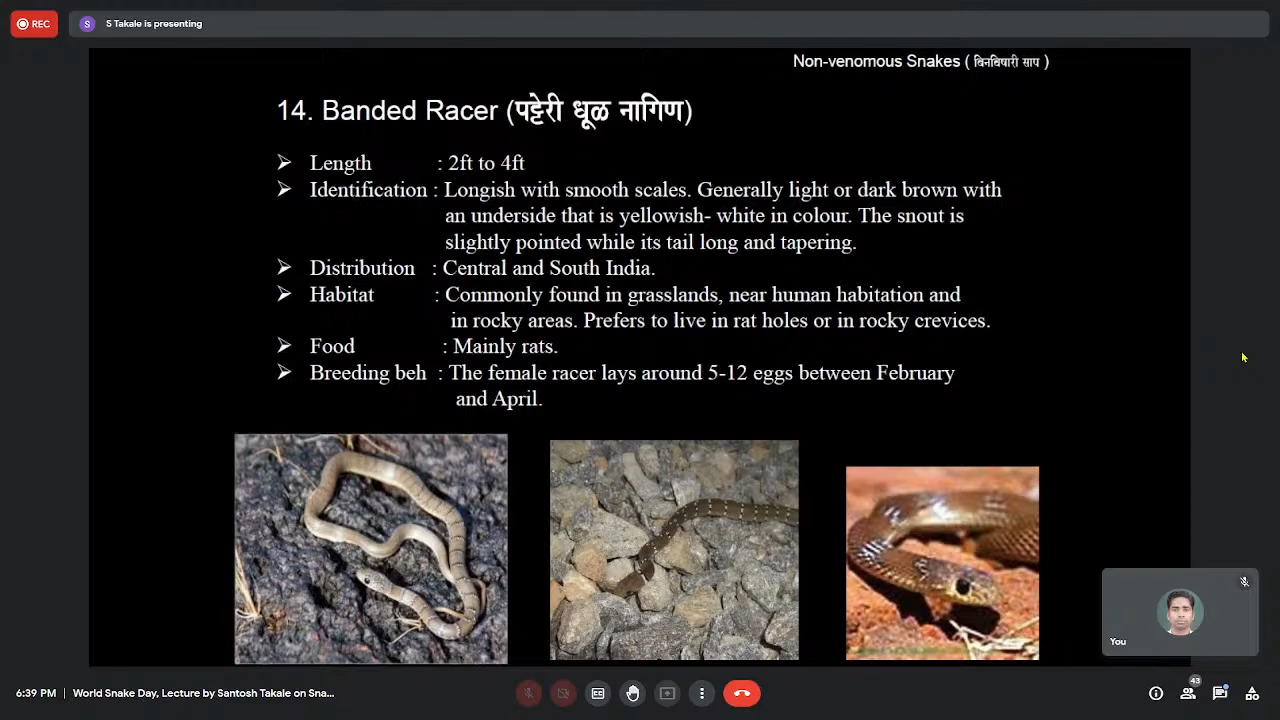 REC
S Takale is presenting
Non-venomous Snakes ( बिनविषारी साप )
14. Banded Racer (पट्टेरी धूळ नागिण)
➢ Length : 2ft to 4ft
➢ Identification : Longish with smooth scales. Generally light or dark brown with
an underside that is yellowish- white in colour. The snout is
slightly pointed while its tail long and tapering.
➢ Distribution : Central and South India.
➢ Habitat : Commonly found in grasslands, near human habitation and
in rocky areas. Prefers to live in rat holes or in rocky crevices.
➢ Food : Mainly rats.
➢ Breeding beh : The female racer lays around 5-12 eggs between February
and April.
You
6:39 PM | World Snake Day, Lecture by Santosh Takale on Sna...
43